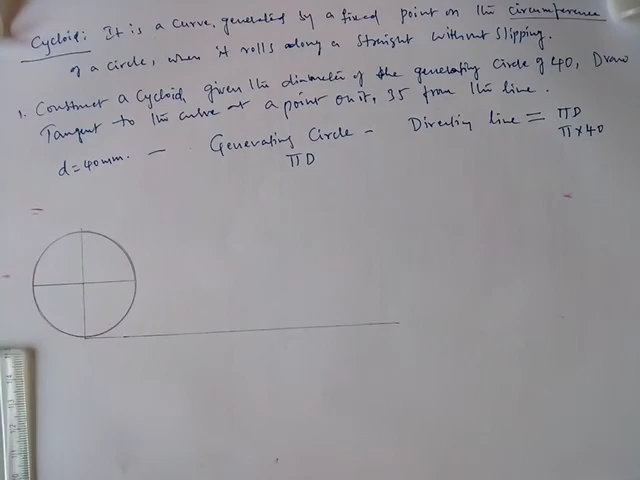 Cycloid: It is a curve, generated by a fixed point on the circumference
of a circle, when it rolls along a straight without slipping.
1. Construct a Cycloid, given the diameter of the generating circle of 40, Draw
Tangent to the curve at a point on it, 35 from the line.
d=40mm. - Generating Circle - Directing line = πD
πD π×40